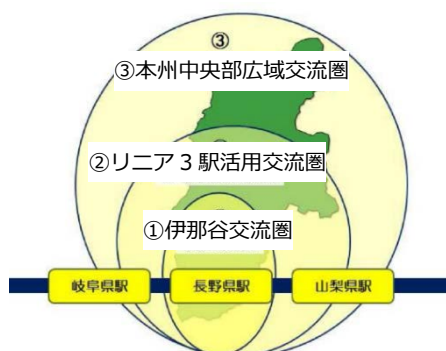 ③
③本州中央部広域交流圏
②リニア3駅活用交流圏
①伊那谷交流圏
岐阜県駅
長野県駅
山梨県駅